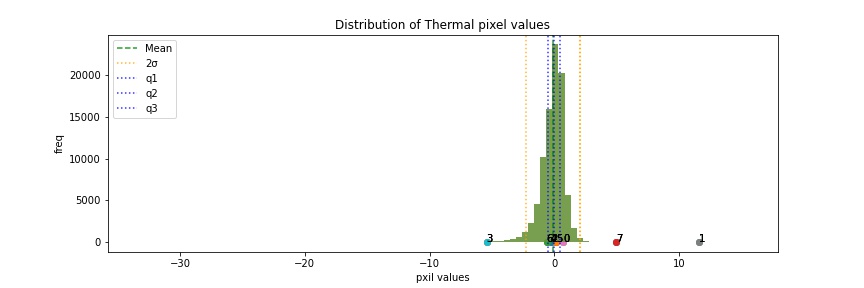 Distribution of Thermal pixel values
Mean
2σ
q1
q2
q3
freq
20000
15000
10000
5000
0
3
7
1
−30
−20
−10
0
10
pxil values